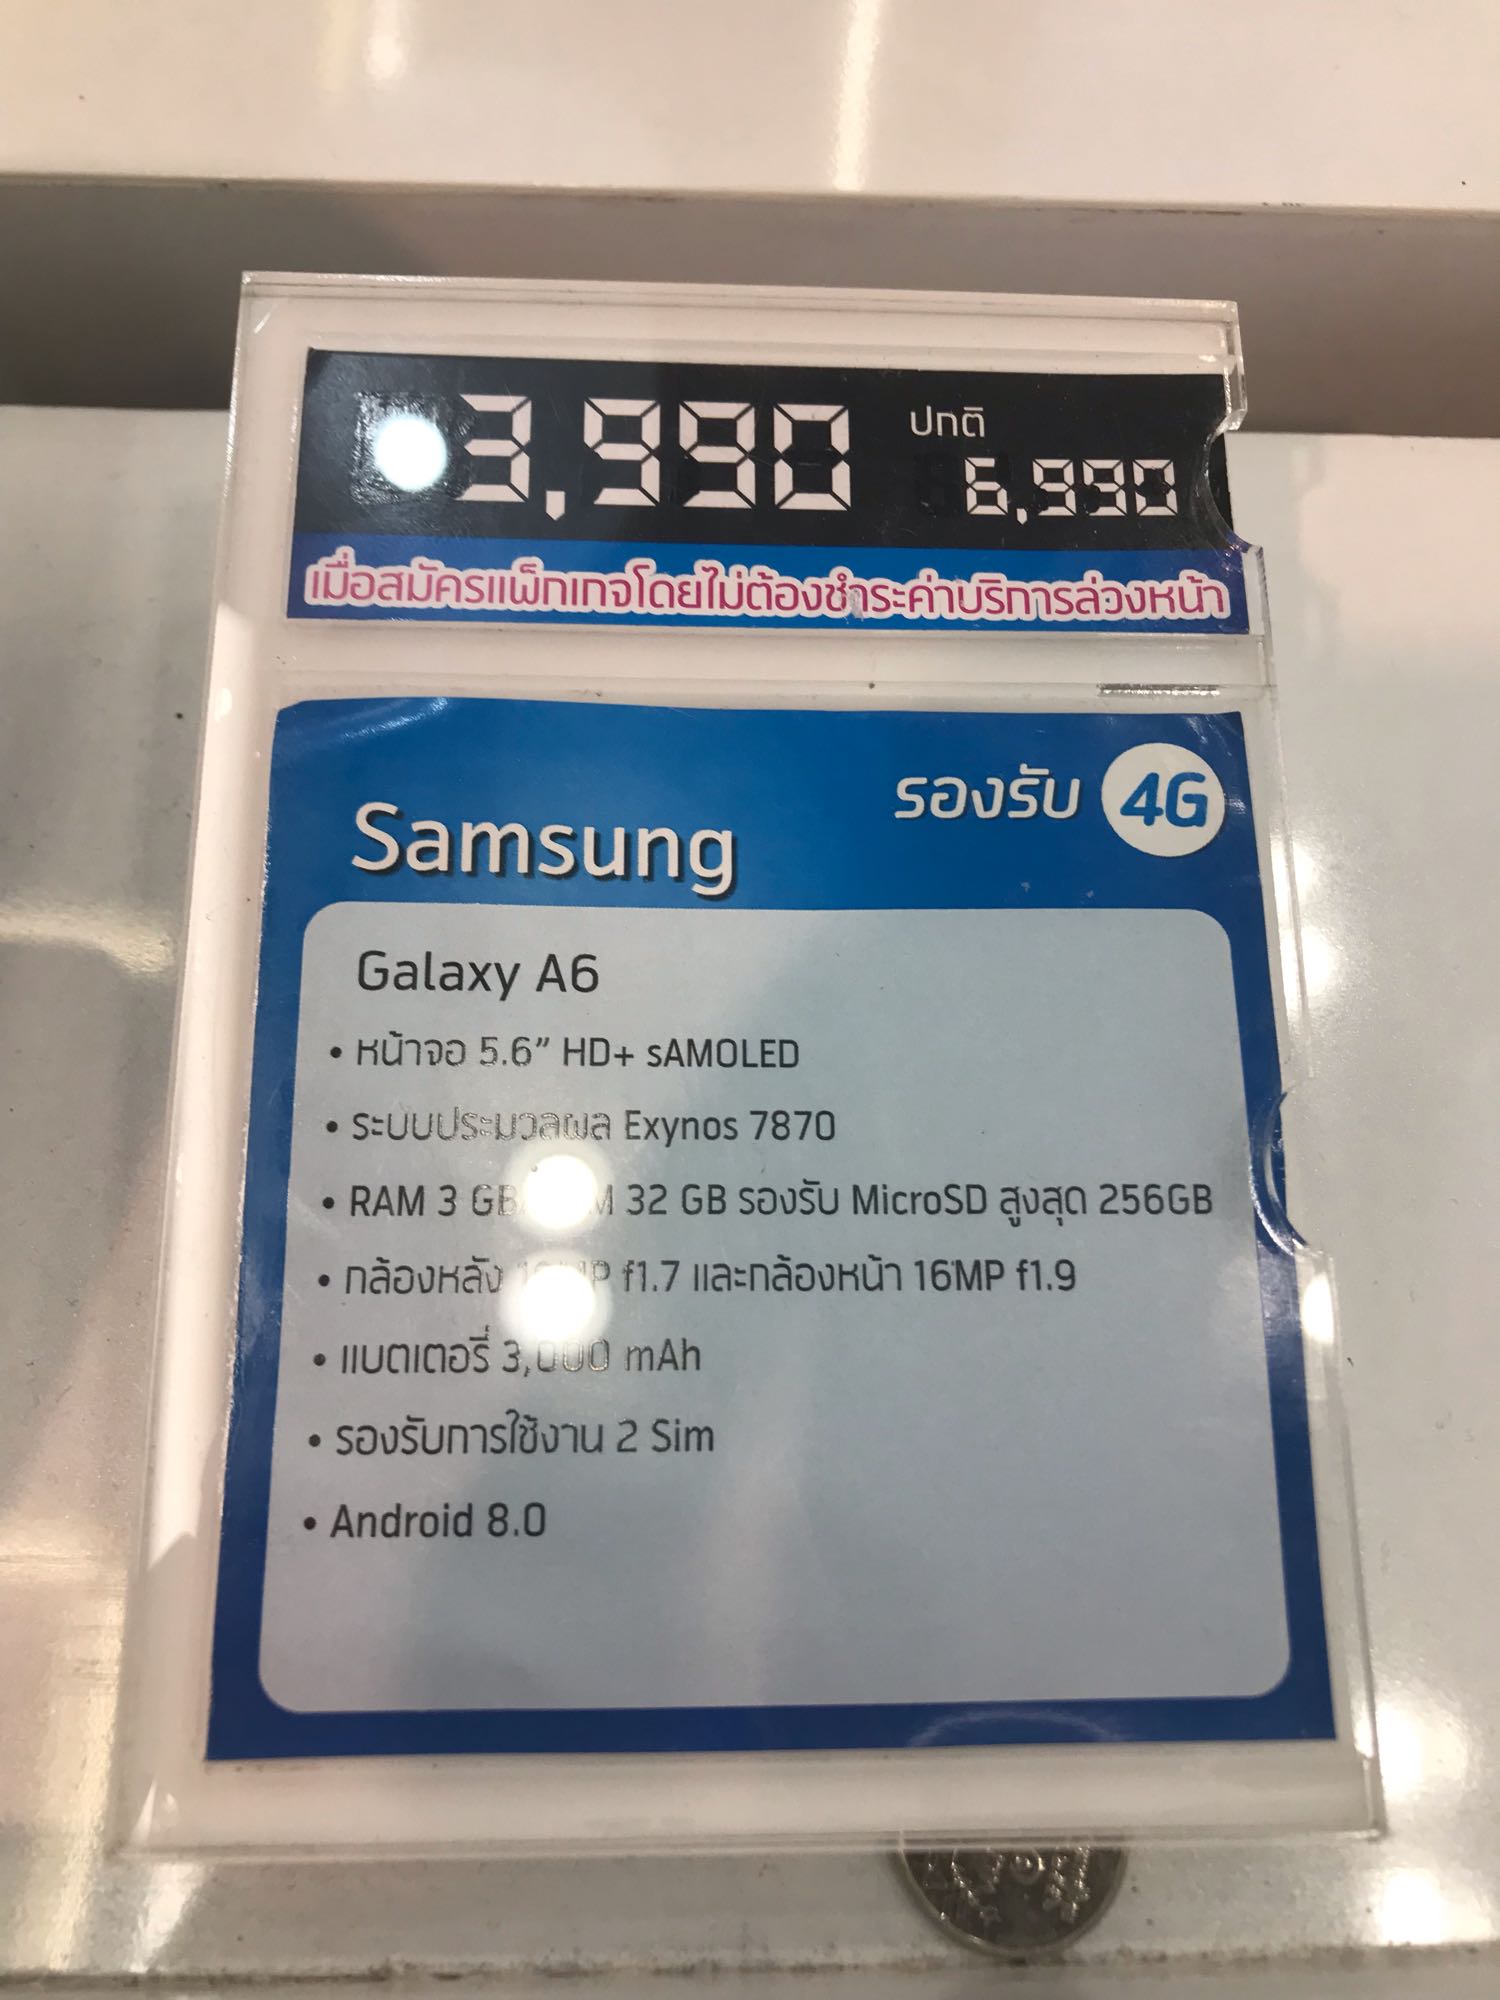 3,990
ปกติ
6,990
เมื่อสมัครแพ็กเกจโดยไม่ต้องชำระค่าบริการล่วงหน้า
รองรับ 4G
Samsung
Galaxy A6
• หน้าจอ 5.6” HD+ sAMOLED
• ระบบประมวลผล Exynos 7870
• RAM 3 GB 32 GB รองรับ MicroSD สูงสุด 256GB
• กล้องหลัง f1.7 และกล้องหน้า 16MP f1.9
• แบตเตอรี่ 3,000 mAh
• รองรับการใช้งาน 2 Sim
• Android 8.0